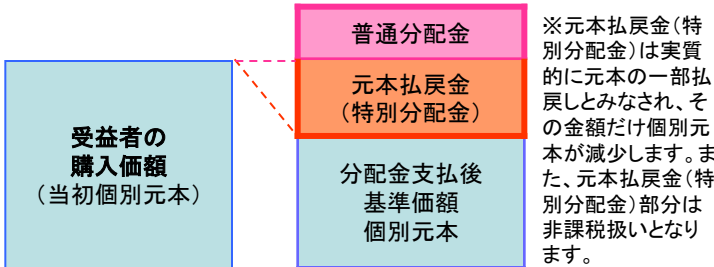 受益者の
購入価額
（当初個別元本）
普通分配金
元本払戻金
（特別分配金）
分配金支払後
基準価額
個別元本
※元本払戻金（特
別分配金）は実質
的に元本の一部払
戻しとみなされ、そ
の金額だけ個別元
本が減少します。ま
た、元本払戻金（特
別分配金）部分は
非課税扱いとなり
ます。